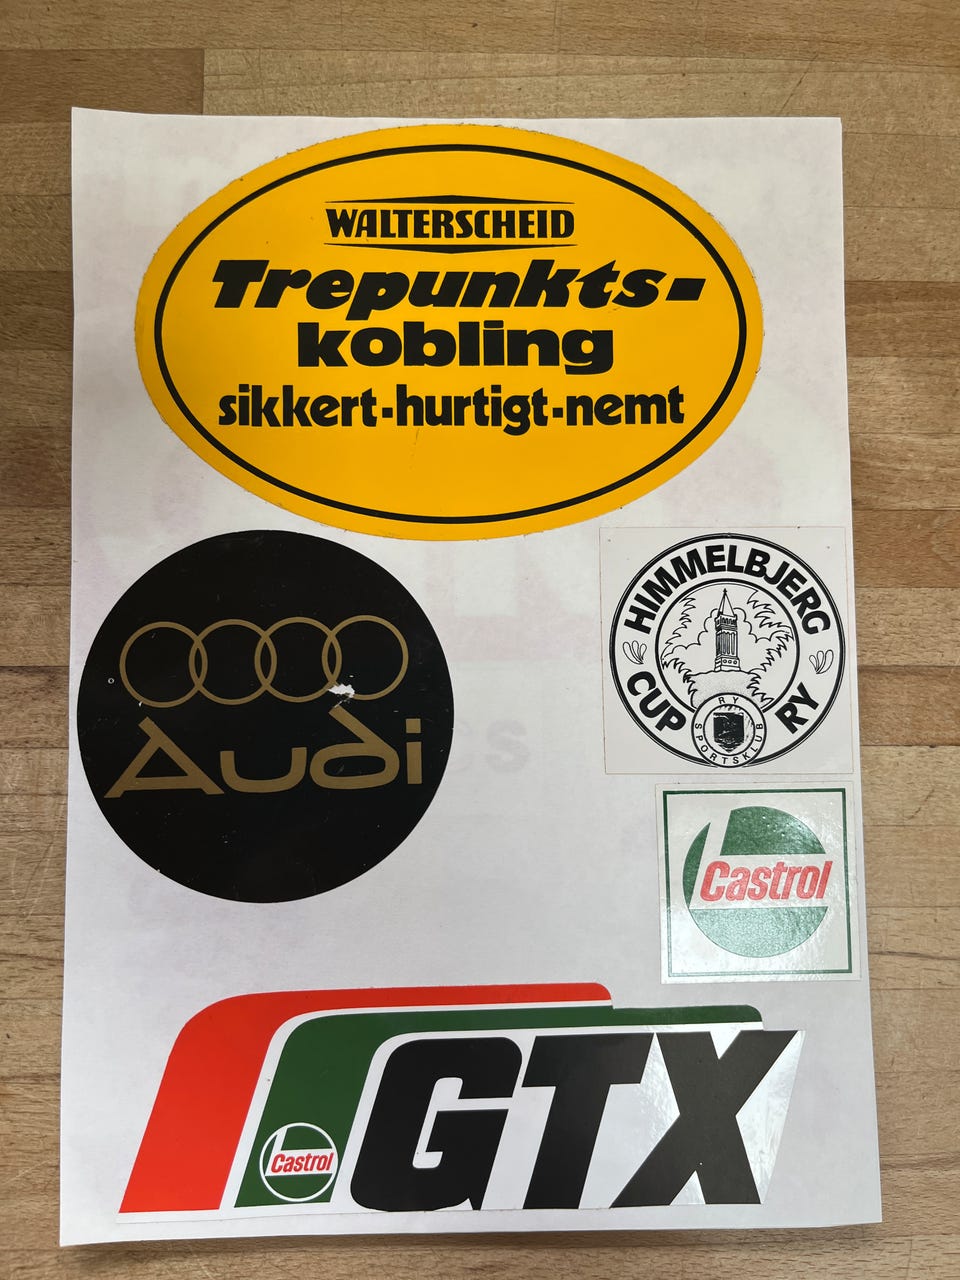 WALTERSCHEID
Trepunkts-
kobling
sikkert-hurtigt-nemt
Audi
HIMMELBJERG
CUP RY
RY
SPORTSKLUB
Castrol
GTX
Castrol